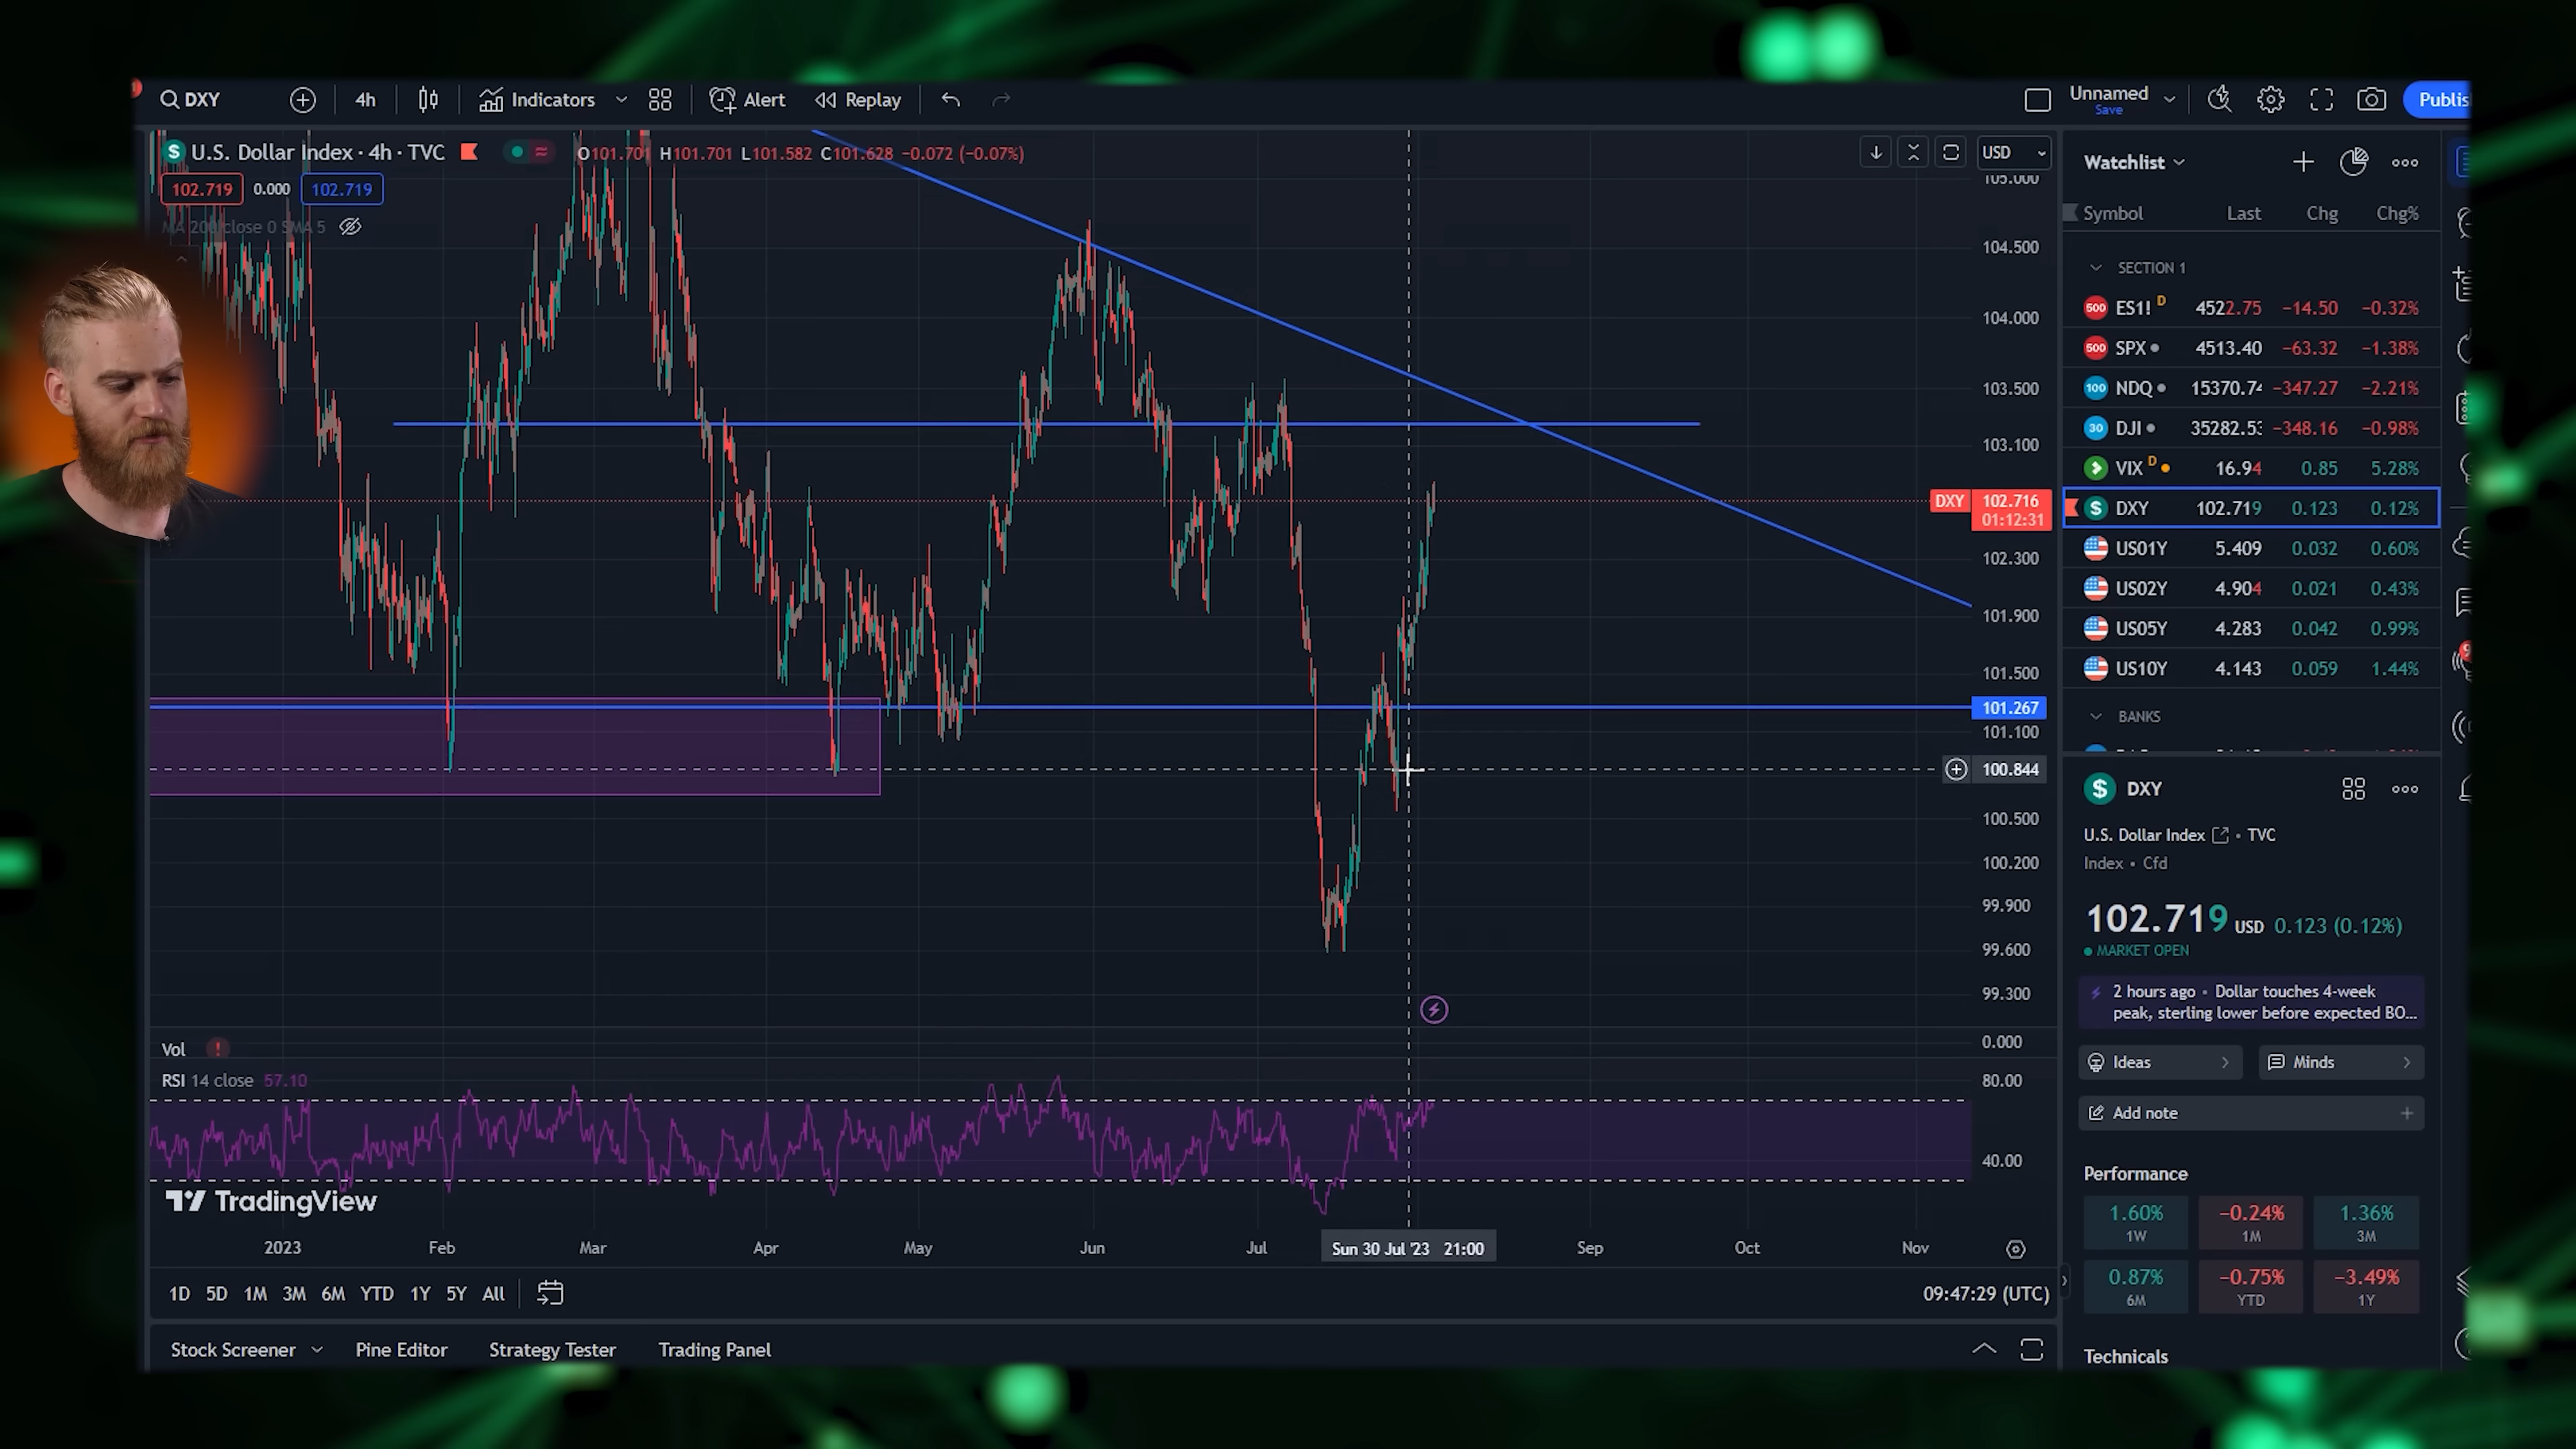 DXY
4h
Indicators
Alert
Replay
Unnamed
Save
U.S. Dollar Index · 4h · TVC
O101.701 H101.701 L101.582 C101.628 −0.072 (−0.07%)
102.719 0.000 102.719
MA 200 close 0 SMA 5
USD
105.000
104.500
104.000
103.500
103.100
DXY 102.716
01:12:31
102.300
101.900
101.500
101.267
101.100
100.844
100.500
100.200
99.900
99.600
99.300
Vol
0.000
RSI 14 close 57.10
80.00
40.00
TradingView
2023 Feb Mar Apr May Jun Jul Sun 30 Jul '23 21:00 Sep Oct Nov
1D 5D 1M 3M 6M YTD 1Y 5Y All
09:47:29 (UTC)
Stock Screener Pine Editor Strategy Tester Trading Panel
Watchlist
Symbol Last Chg Chg%
SECTION 1
500 ES1! D 4522.75 −14.50 −0.32%
500 SPX 4513.40 −63.32 −1.38%
100 NDQ 15370.74 −347.27 −2.21%
30 DJI 35282.53 −348.16 −0.98%
VIX D 16.94 0.85 5.28%
$ DXY 102.719 0.123 0.12%
US01Y 5.409 0.032 0.60%
US02Y 4.904 0.021 0.43%
US05Y 4.283 0.042 0.99%
US10Y 4.143 0.059 1.44%
BANKS
$ DXY
U.S. Dollar Index • TVC
Index • Cfd
102.719 USD 0.123 (0.12%)
MARKET OPEN
2 hours ago • Dollar touches 4-week
peak, sterling lower before expected BO...
Ideas
Minds
Add note
Performance
1.60% −0.24% 1.36%
1W 1M 3M
0.87% −0.75% −3.49%
6M YTD 1Y
Technicals